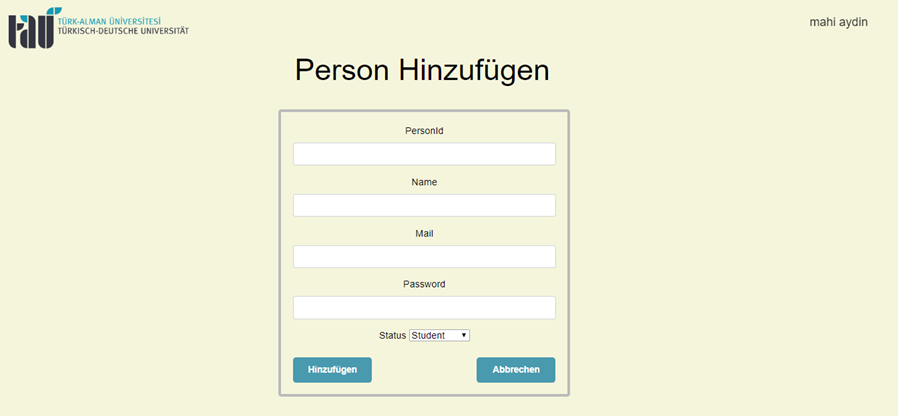 TÜRK-ALMAN ÜNİVERSİTESİ
TÜRKISCH-DEUTSCHE UNIVERSITÄT
mahi aydin
Person Hinzufügen
PersonId
Name
Mail
Password
Status Student
Hinzufügen Abbrechen